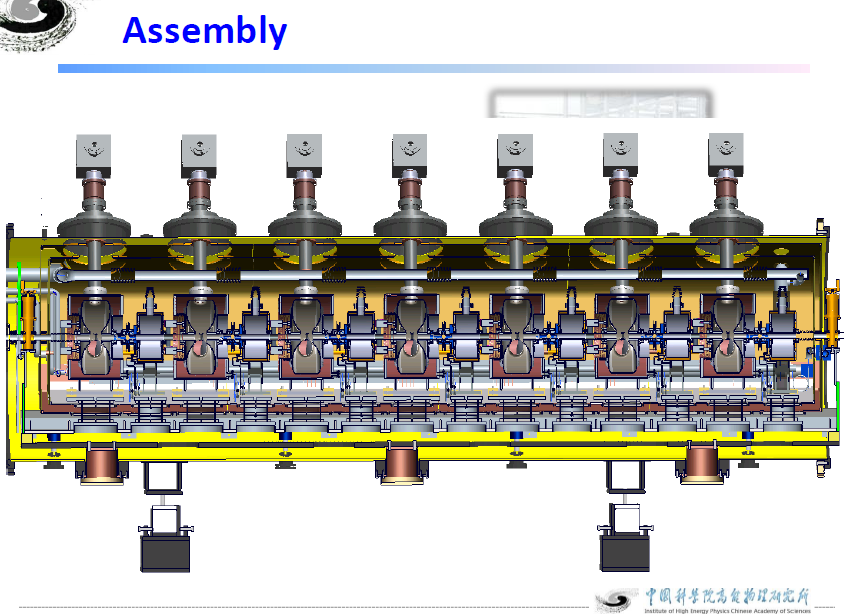 Assembly
中国科学院高能物理研究所
Institute of High Energy Physics Chinese Academy of Sciences